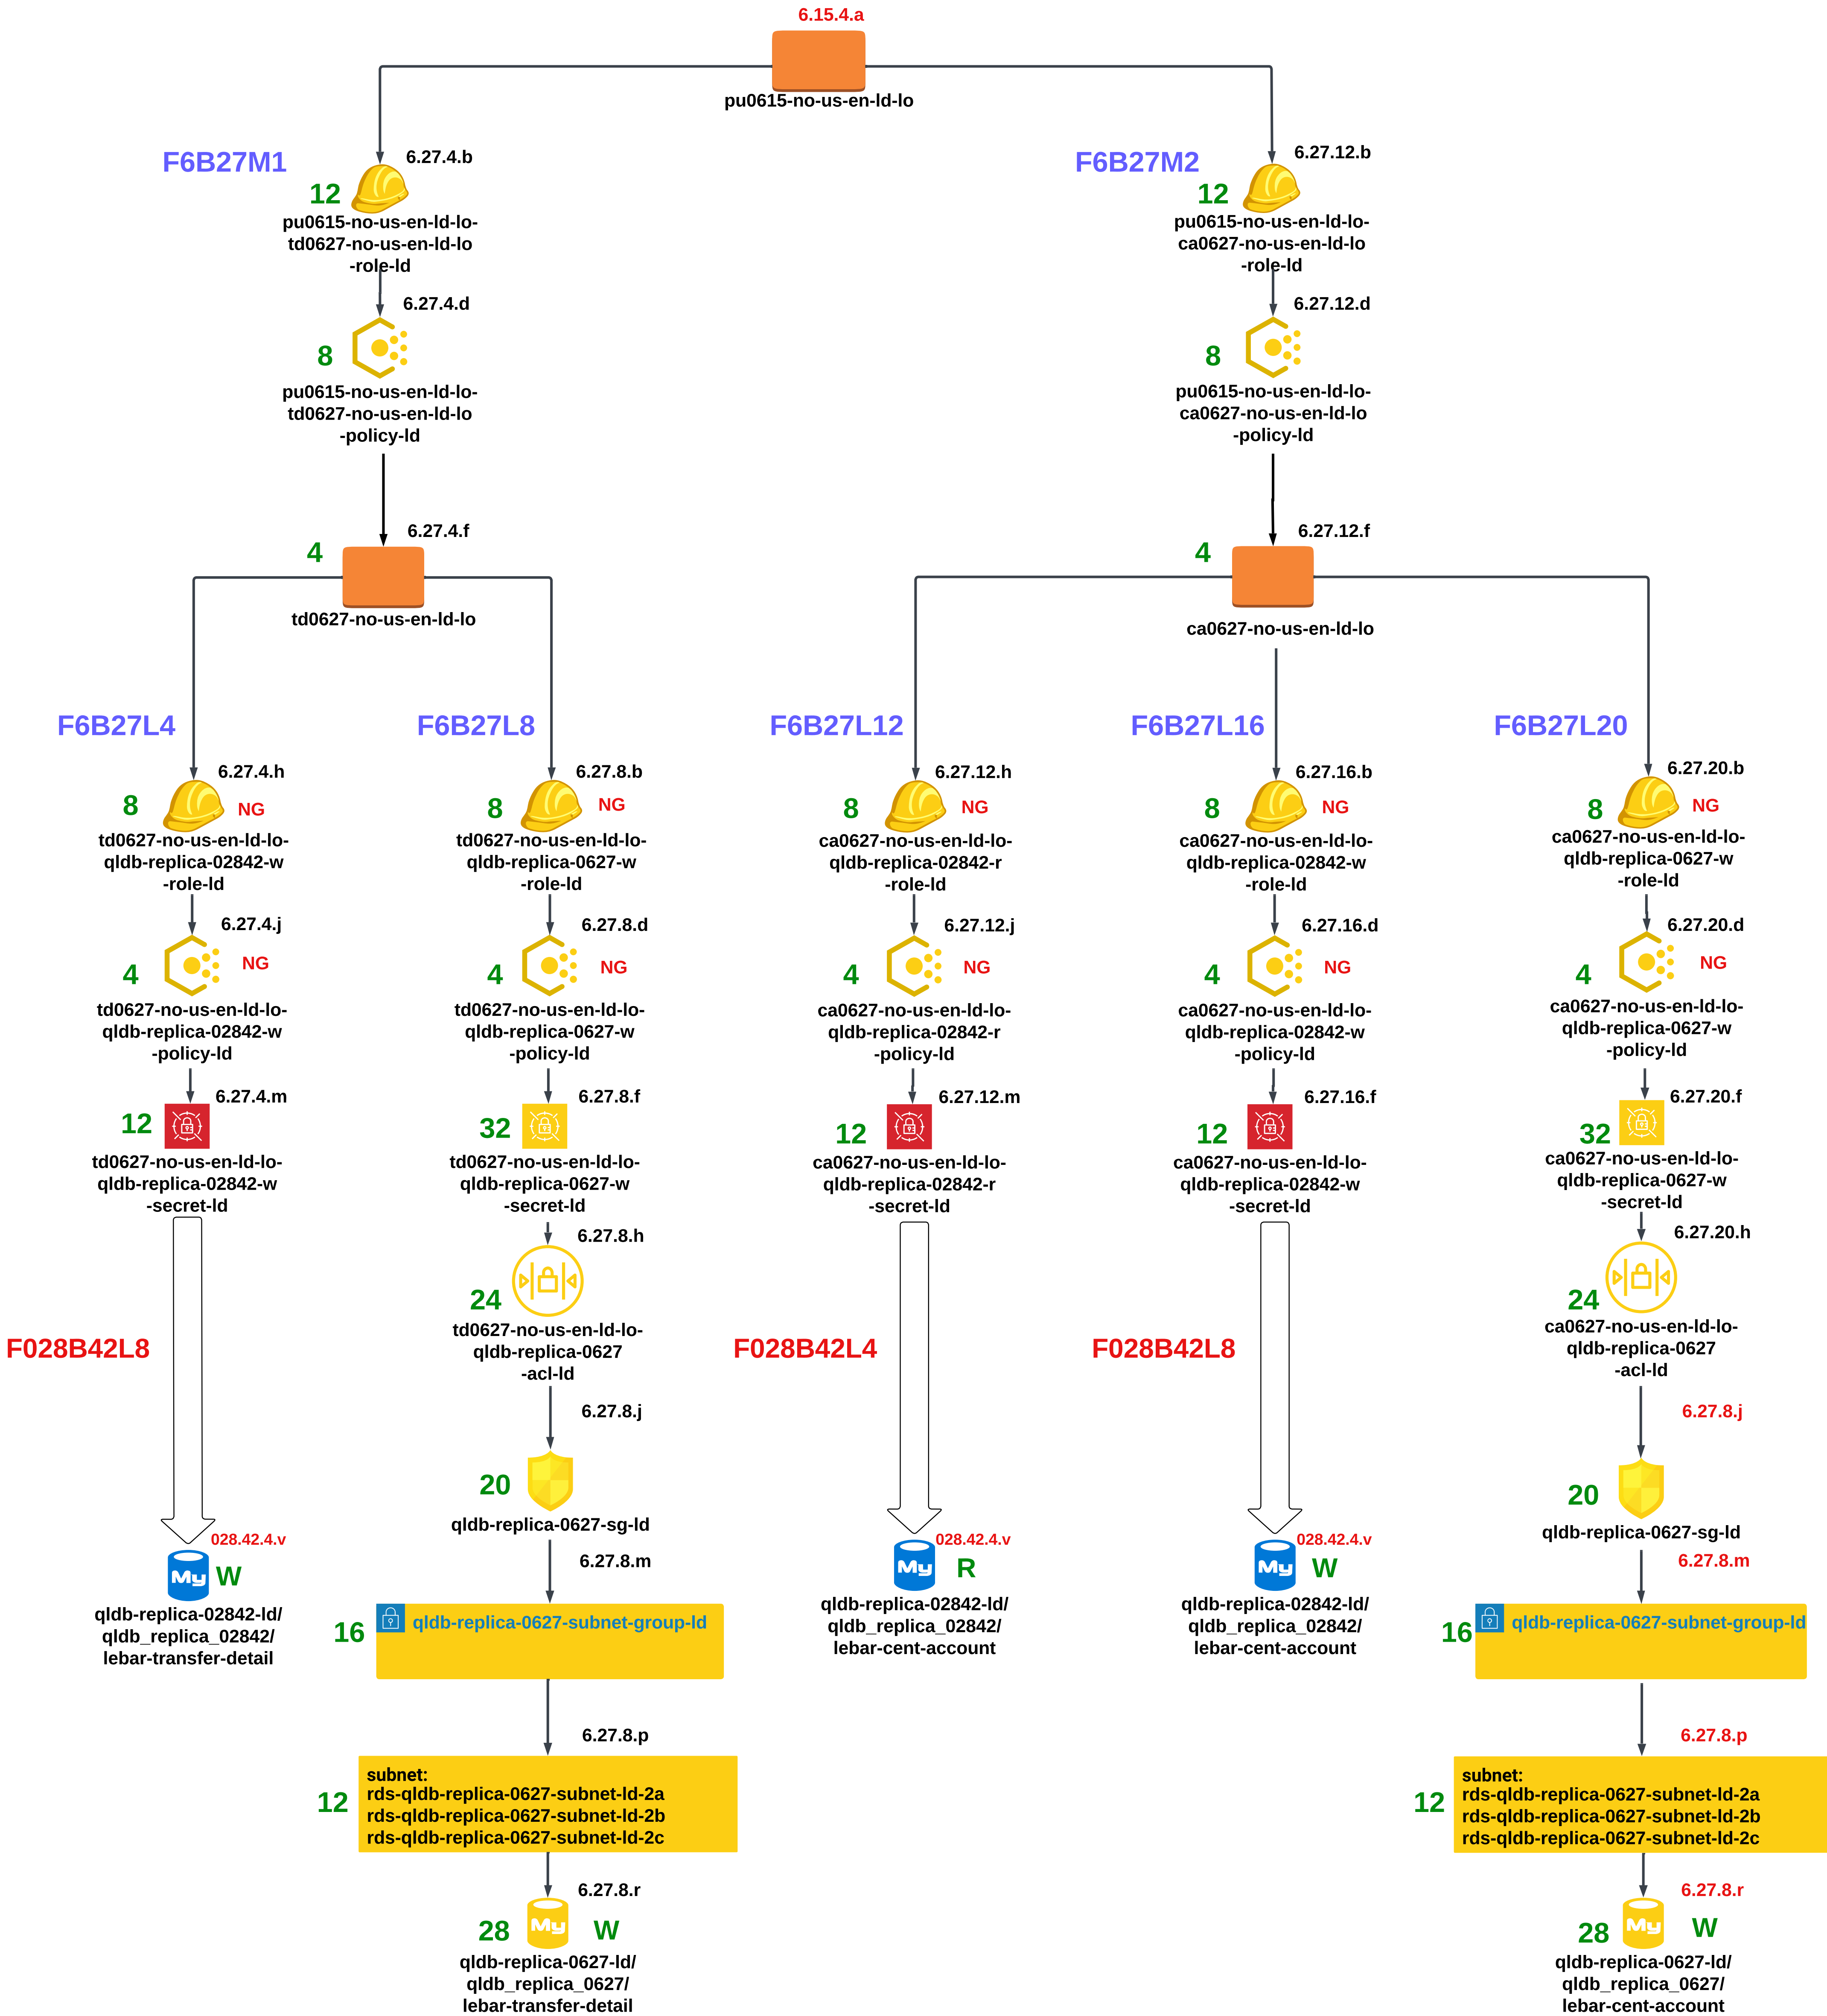 6.15.4.a
pu0615-no-us-en-ld-lo
F6B27M1
6.27.4.b
12
pu0615-no-us-en-ld-lo-
td0627-no-us-en-ld-lo
-role-ld
6.27.4.d
8
pu0615-no-us-en-ld-lo-
td0627-no-us-en-ld-lo
-policy-ld
6.27.4.f
4
td0627-no-us-en-ld-lo
F6B27M2
6.27.12.b
12
pu0615-no-us-en-ld-lo-
ca0627-no-us-en-ld-lo
-role-ld
6.27.12.d
8
pu0615-no-us-en-ld-lo-
ca0627-no-us-en-ld-lo
-policy-ld
6.27.12.f
4
ca0627-no-us-en-ld-lo
F6B27L4
6.27.4.h
8
NG
td0627-no-us-en-ld-lo-
qldb-replica-02842-w
-role-ld
6.27.4.j
4
NG
td0627-no-us-en-ld-lo-
qldb-replica-02842-w
-policy-ld
6.27.4.m
12
td0627-no-us-en-ld-lo-
qldb-replica-02842-w
-secret-ld
F028B42L8
028.42.4.v
My
W
qldb-replica-02842-ld/
qldb_replica_02842/
lebar-transfer-detail
F6B27L8
6.27.8.b
8
NG
td0627-no-us-en-ld-lo-
qldb-replica-0627-w
-role-ld
6.27.8.d
4
NG
td0627-no-us-en-ld-lo-
qldb-replica-0627-w
-policy-ld
6.27.8.f
32
td0627-no-us-en-ld-lo-
qldb-replica-0627-w
-secret-ld
6.27.8.h
24
td0627-no-us-en-ld-lo-
qldb-replica-0627
-acl-ld
6.27.8.j
20
qldb-replica-0627-sg-ld
6.27.8.m
16
qldb-replica-0627-subnet-group-ld
6.27.8.p
12
subnet:
rds-qldb-replica-0627-subnet-ld-2a
rds-qldb-replica-0627-subnet-ld-2b
rds-qldb-replica-0627-subnet-ld-2c
6.27.8.r
28
My
W
qldb-replica-0627-ld/
qldb_replica_0627/
lebar-transfer-detail
F6B27L12
6.27.12.h
8
NG
ca0627-no-us-en-ld-lo-
qldb-replica-02842-r
-role-ld
6.27.12.j
4
NG
ca0627-no-us-en-ld-lo-
qldb-replica-02842-r
-policy-ld
6.27.12.m
12
ca0627-no-us-en-ld-lo-
qldb-replica-02842-r
-secret-ld
F028B42L4
028.42.4.v
My
R
qldb-replica-02842-ld/
qldb_replica_02842/
lebar-cent-account
F6B27L16
6.27.16.b
8
NG
ca0627-no-us-en-ld-lo-
qldb-replica-02842-w
-role-ld
6.27.16.d
4
NG
ca0627-no-us-en-ld-lo-
qldb-replica-02842-w
-policy-ld
6.27.16.f
12
ca0627-no-us-en-ld-lo-
qldb-replica-02842-w
-secret-ld
F028B42L8
028.42.4.v
My
W
qldb-replica-02842-ld/
qldb_replica_02842/
lebar-cent-account
F6B27L20
6.27.20.b
8
NG
ca0627-no-us-en-ld-lo-
qldb-replica-0627-w
-role-ld
6.27.20.d
4
NG
ca0627-no-us-en-ld-lo-
qldb-replica-0627-w
-policy-ld
6.27.20.f
32
ca0627-no-us-en-ld-lo-
qldb-replica-0627-w
-secret-ld
6.27.20.h
24
ca0627-no-us-en-ld-lo-
qldb-replica-0627
-acl-ld
6.27.8.j
20
qldb-replica-0627-sg-ld
6.27.8.m
16
qldb-replica-0627-subnet-group-ld
6.27.8.p
12
subnet:
rds-qldb-replica-0627-subnet-ld-2a
rds-qldb-replica-0627-subnet-ld-2b
rds-qldb-replica-0627-subnet-ld-2c
6.27.8.r
28
My
W
qldb-replica-0627-ld/
qldb_replica_0627/
lebar-cent-account